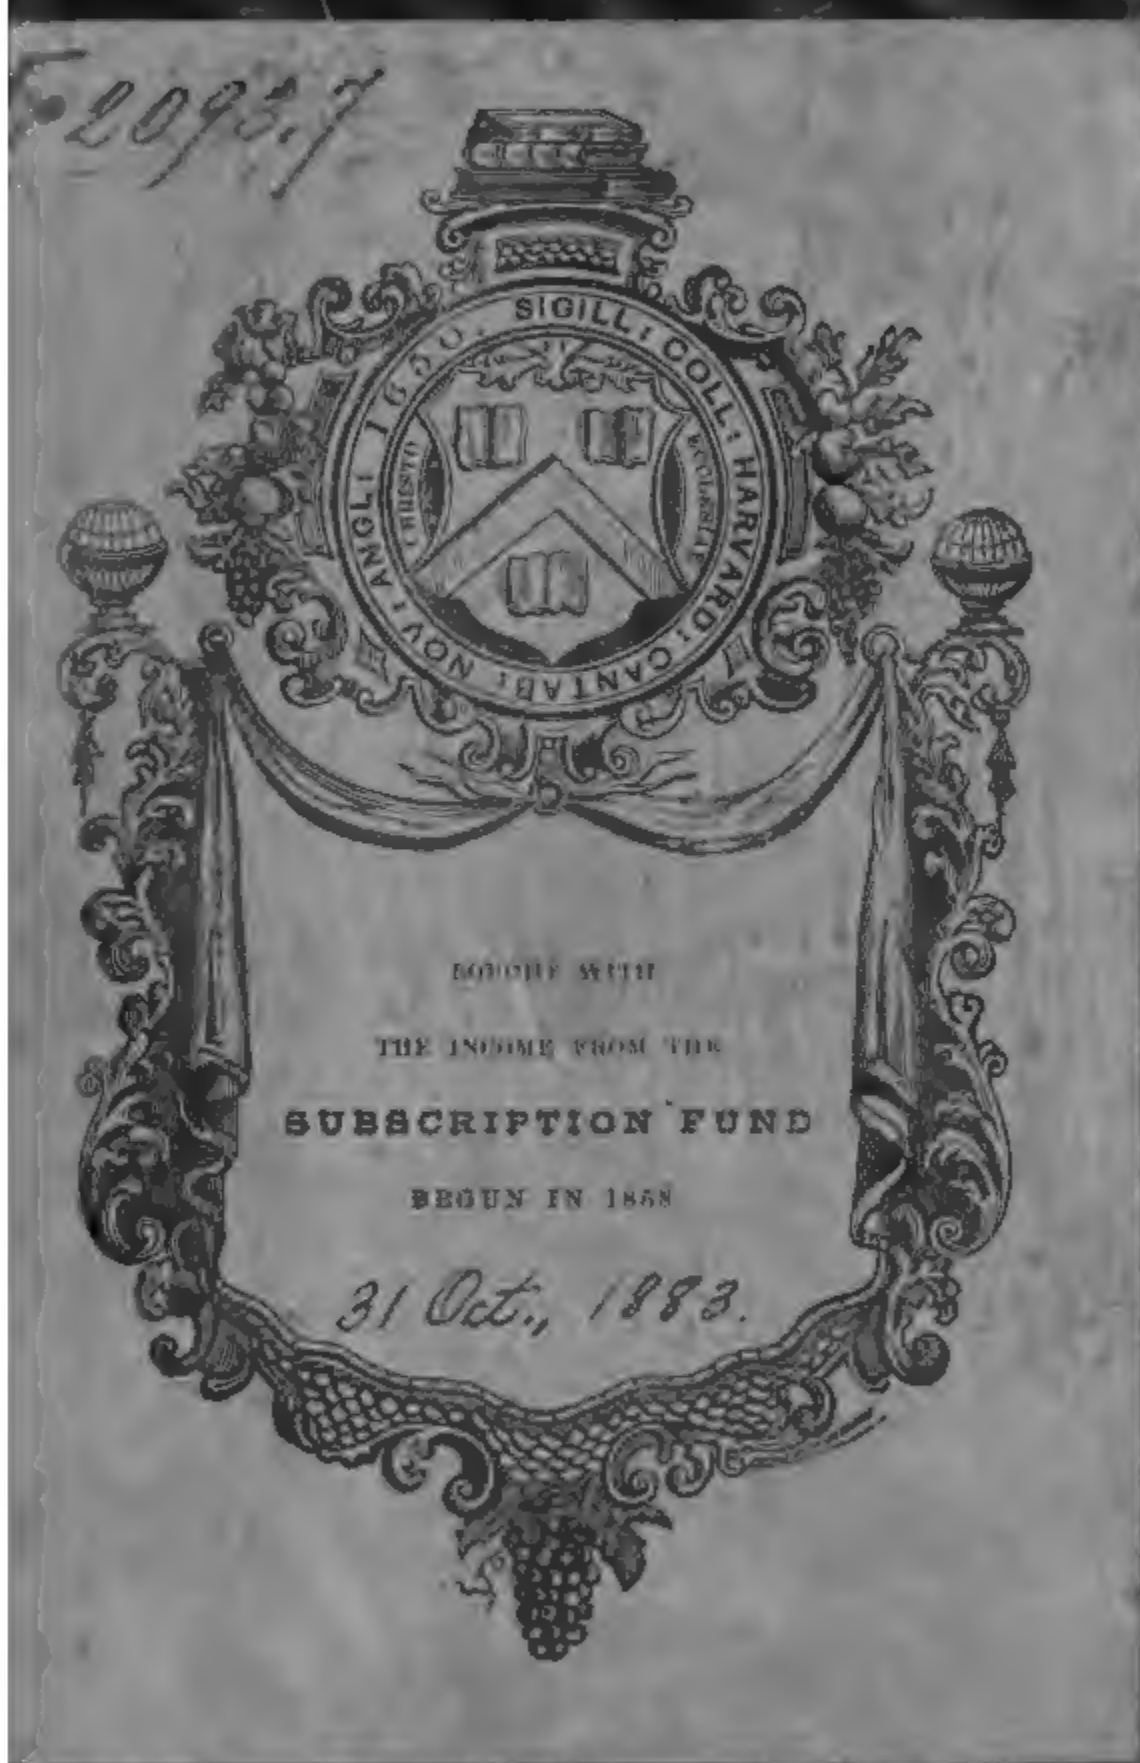 2093.7
SIGILL: COLL: HARVARD: CANTAB: NOV: ANGL: 1650.
CHRISTO
ECCLESIAE
BOUGHT WITH
THE INCOME FROM THE
SUBSCRIPTION FUND
BEGUN IN 1858
31 Oct., 1883.